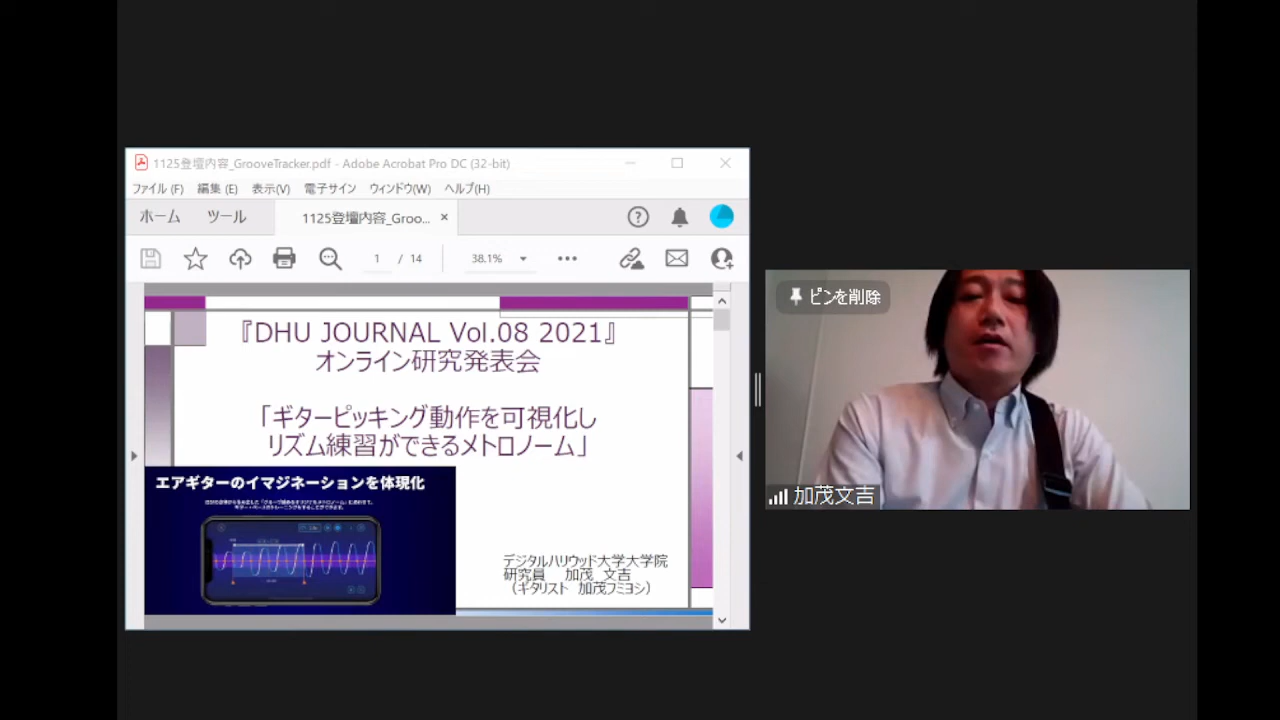 1125登壇内容_GrooveTracker.pdf - Adobe Acrobat Pro DC (32-bit)
ファイル(F) 編集(E) 表示(V) 電子サイン ウィンドウ(W) ヘルプ(H)
ホーム ツール 1125登壇内容_Groo... ×
1 / 14 38.1%
『DHU JOURNAL Vol.08 2021』
オンライン研究発表会
「ギターピッキング動作を可視化し
リズム練習ができるメトロノーム」
エアギターのイマジネーションを体現化
デジタルハリウッド大学大学院
研究員 加茂 文吉
(ギタリスト 加茂フミヨシ)
ピンを削除
加茂文吉